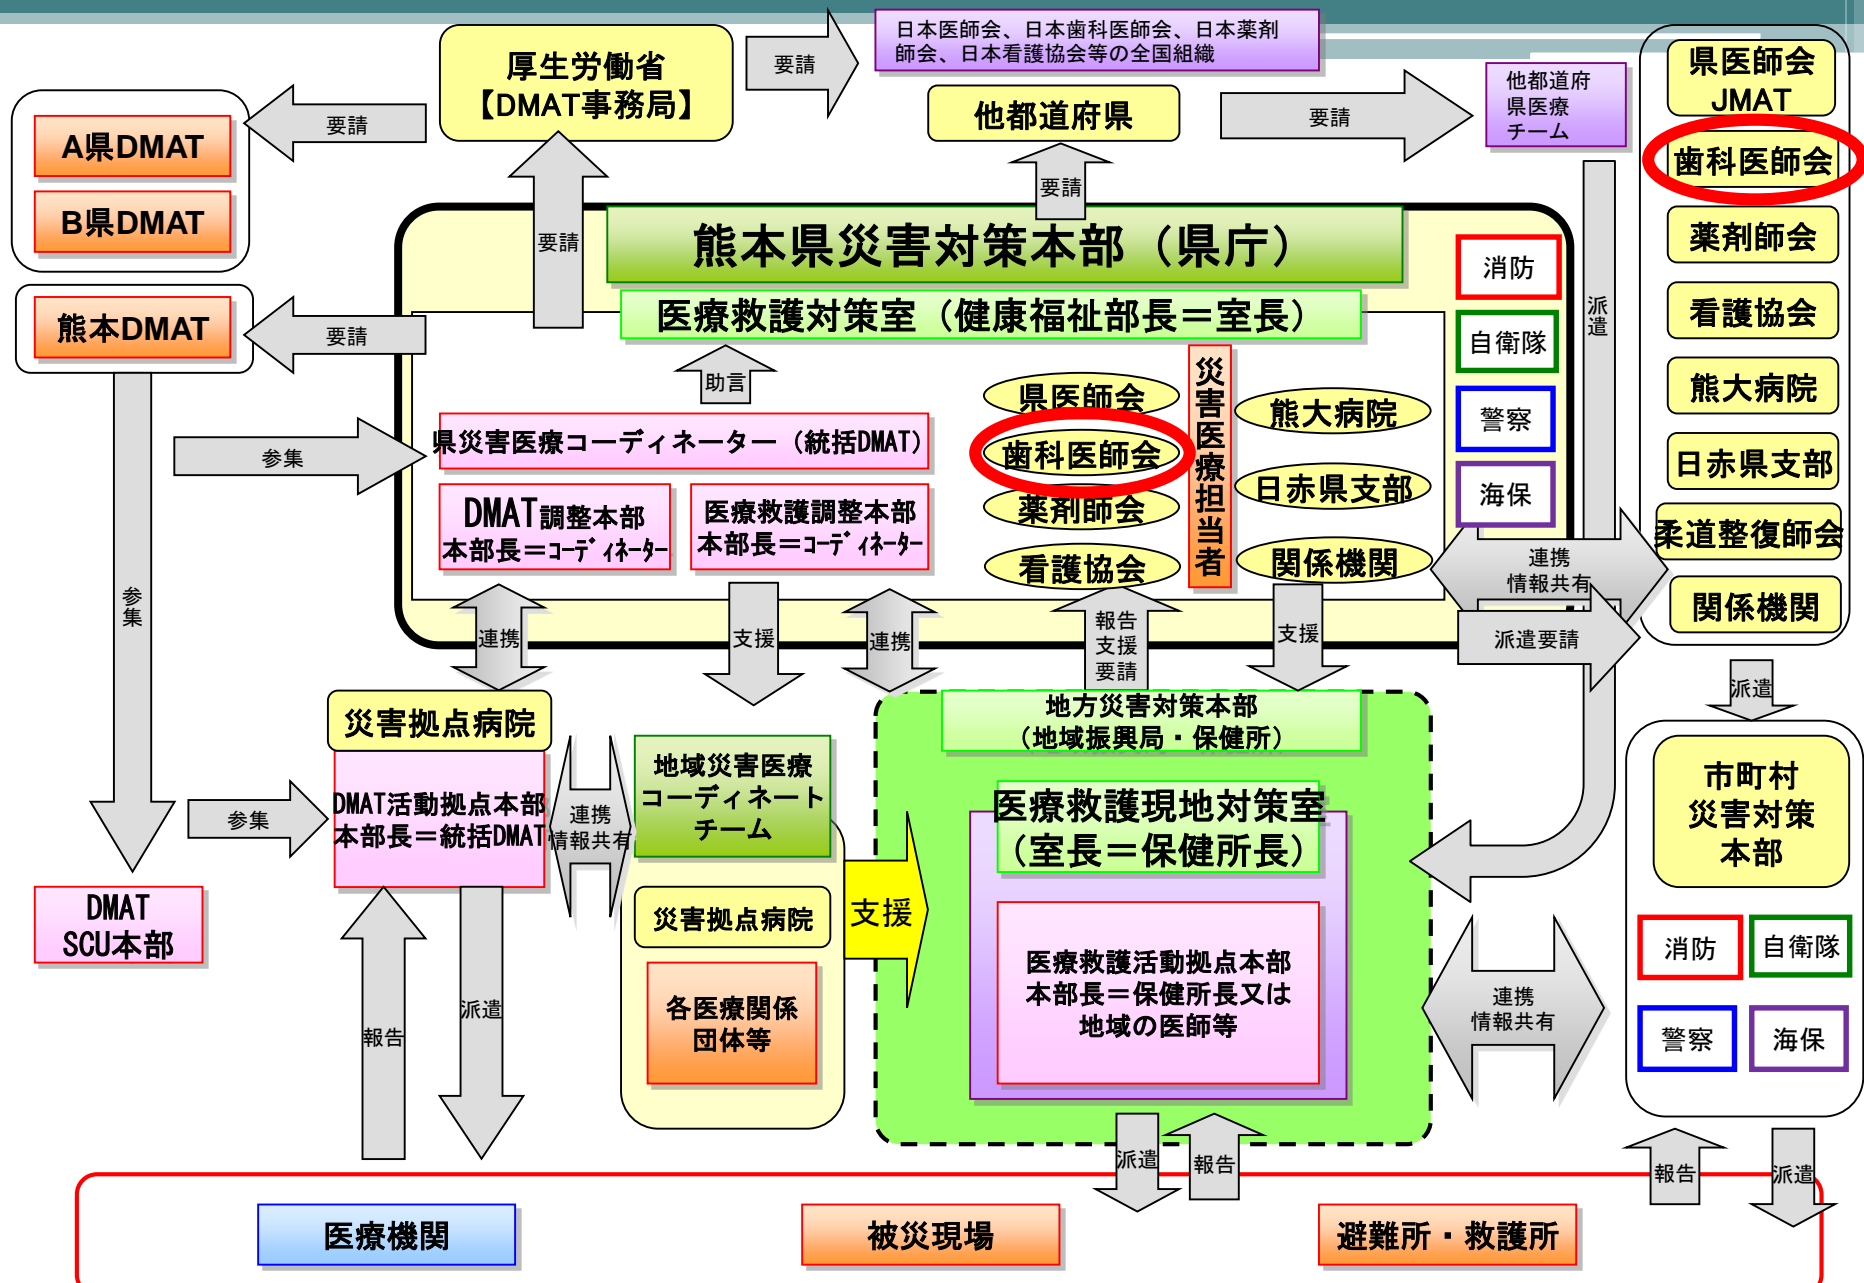 厚生労働省
【DMAT事務局】
要請
日本医師会、日本歯科医師会、日本薬剤
師会、日本看護協会等の全国組織
他都道府県
要請
他都道府
県医療
チーム
県医師会
JMAT
歯科医師会
薬剤師会
看護協会
熊大病院
日赤県支部
柔道整復師会
関係機関
要請
A県DMAT
B県DMAT
熊本DMAT
要請
要請
要請
派遣
熊本県災害対策本部（県庁）
医療救護対策室（健康福祉部長＝室長）
助言
県災害医療コーディネーター（統括DMAT）
DMAT調整本部
本部長＝コーディネーター
医療救護調整本部
本部長＝コーディネーター
県医師会
歯科医師会
薬剤師会
看護協会
災害医療担当者
熊大病院
日赤県支部
関係機関
消防
自衛隊
警察
海保
参集
参集
連携
支援
連携
報告
支援
要請
支援
連携
情報共有
派遣要請
派遣
災害拠点病院
DMAT活動拠点本部
本部長＝統括DMAT
参集
連携
情報共有
地域災害医療
コーディネート
チーム
災害拠点病院
各医療関係
団体等
支援
地方災害対策本部
（地域振興局・保健所）
医療救護現地対策室
（室長＝保健所長）
医療救護活動拠点本部
本部長＝保健所長又は
地域の医師等
連携
情報共有
市町村
災害対策
本部
消防
自衛隊
警察
海保
DMAT
SCU本部
報告
派遣
派遣
報告
報告
派遣
医療機関
被災現場
避難所・救護所